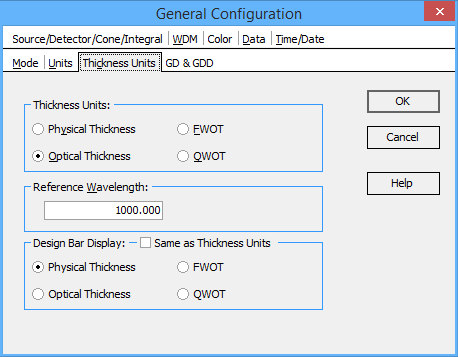 General Configuration
Source/Detector/Cone/Integral WDM Color Data Time/Date
Mode Units Thickness Units GD & GDD
Thickness Units:
Physical Thickness FWOT
Optical Thickness QWOT
Reference Wavelength:
1000.000
Design Bar Display: Same as Thickness Units
Physical Thickness FWOT
Optical Thickness QWOT
OK
Cancel
Help